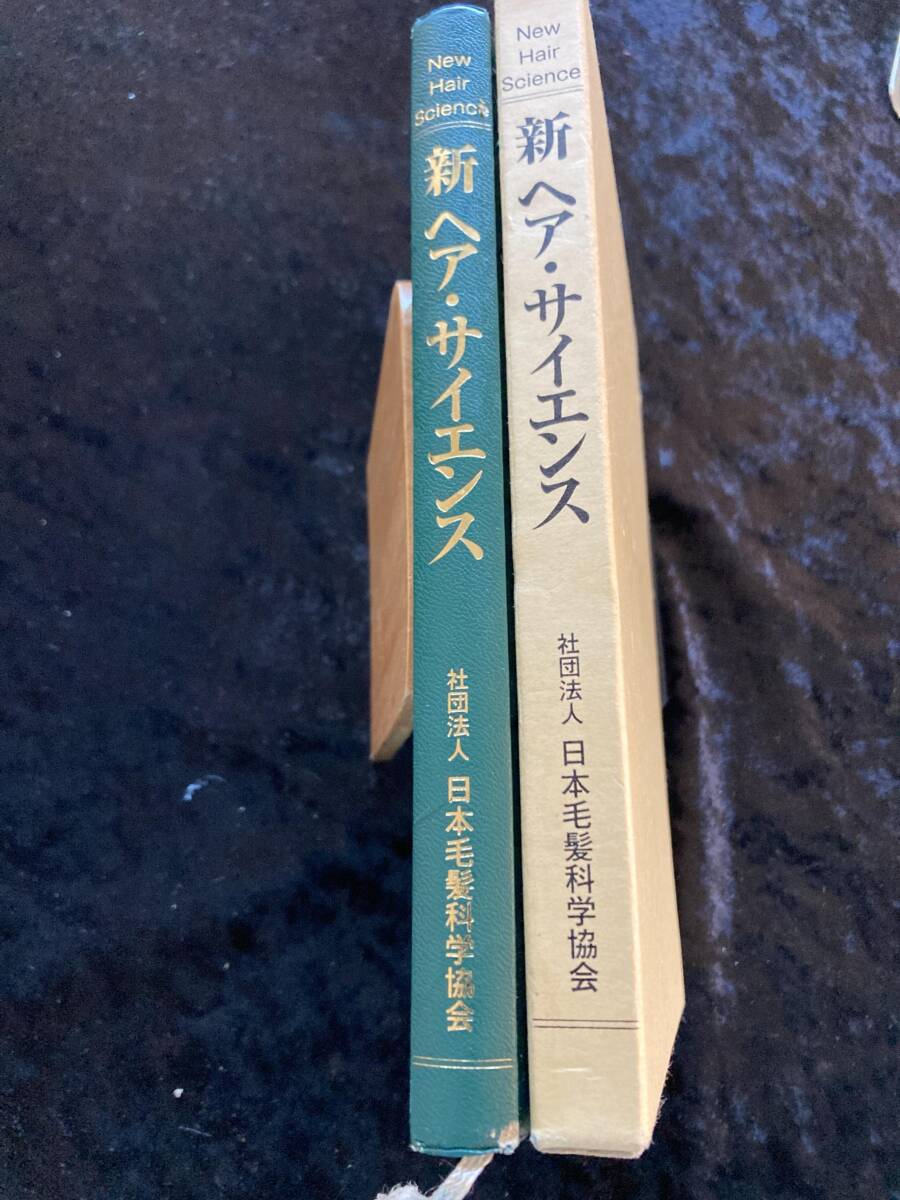 New
Hair
Science
新 ヘア・サイエンス
社団法人 日本毛髪科学協会
New
Hair
Science
新 ヘア・サイエンス
社団法人 日本毛髪科学協会